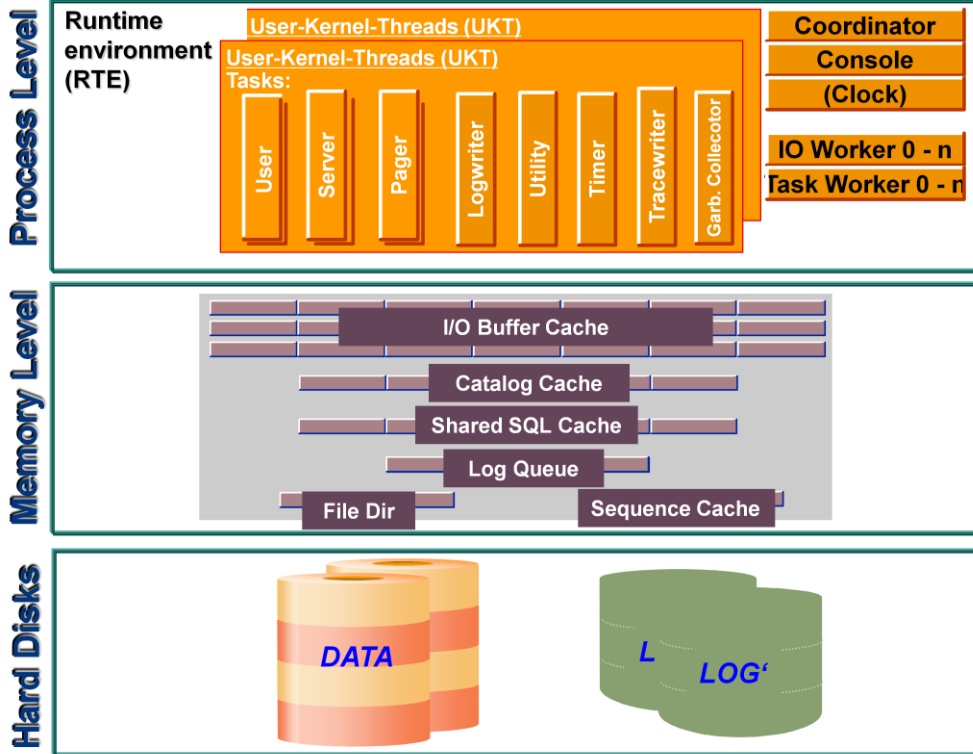 Process Level
Runtime
environment
(RTE)
User-Kernel-Threads (UKT)
User-Kernel-Threads (UKT)
Tasks:
User
Server
Pager
Logwriter
Utility
Timer
Tracewriter
Garb. Collecotor
Coordinator
Console
(Clock)
IO Worker 0 - n
Task Worker 0 - n
Memory Level
I/O Buffer Cache
Catalog Cache
Shared SQL Cache
Log Queue
File Dir
Sequence Cache
Hard Disks
DATA
L
LOG‘